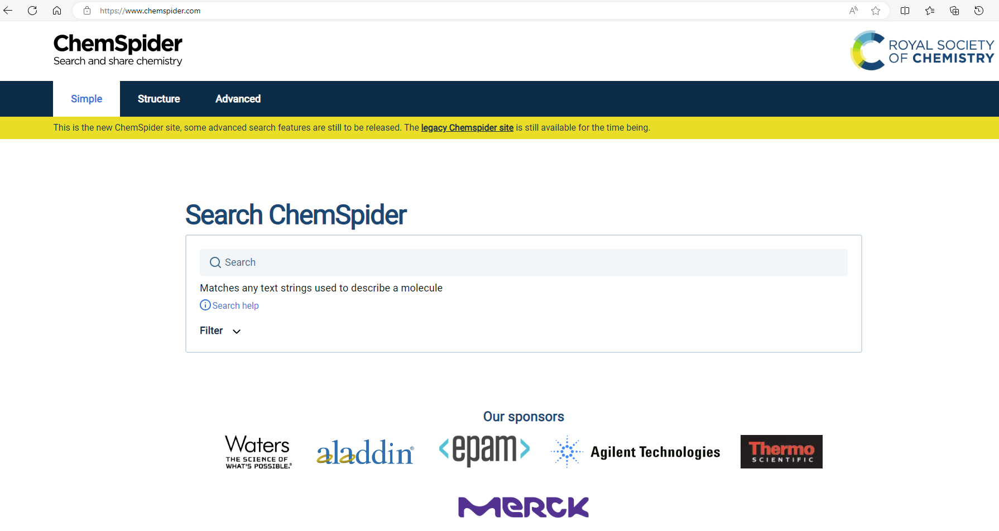 https://www.chemspider.com
ChemSpider
Search and share chemistry
ROYAL SOCIETY
OF CHEMISTRY
Simple Structure Advanced
This is the new ChemSpider site, some advanced search features are still to be released. The legacy Chemspider site is still available for the time being.
Search ChemSpider
Search
Matches any text strings used to describe a molecule
Search help
Filter
Our sponsors
Waters
THE SCIENCE OF
WHAT'S POSSIBLE.®
aladdin®
<epam>
Agilent Technologies
Thermo
SCIENTIFIC
MERCK